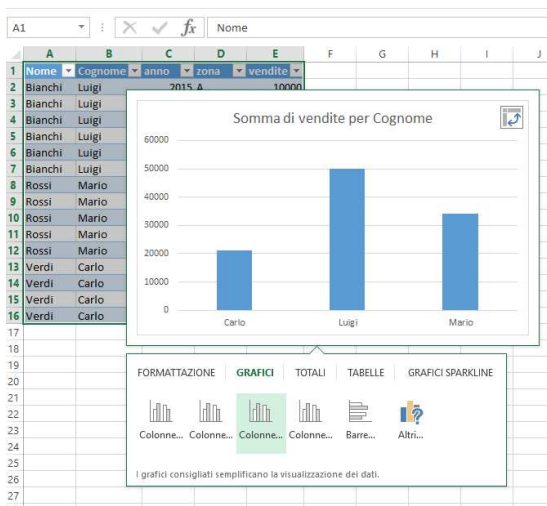 A1 fx Nome
A B C D E F G H I J
1 Nome Cognome anno zona vendite
2 Bianchi Luigi 2015 A 10000
3 Bianchi Luigi
4 Bianchi Luigi
5 Bianchi Luigi
6 Bianchi Luigi
7 Bianchi Luigi
8 Rossi Mario
9 Rossi Mario
10 Rossi Mario
11 Rossi Mario
12 Rossi Mario
13 Verdi Carlo
14 Verdi Carlo
15 Verdi Carlo
16 Verdi Carlo
17
18
19
20
21
22
23
24
25
26
27
Somma di vendite per Cognome
60000
50000
40000
30000
20000
10000
0
Carlo Luigi Mario
FORMATTAZIONE GRAFICI TOTALI TABELLE GRAFICI SPARKLINE
Colonne... Colonne... Colonne... Colonne... Barre... Altri...
I grafici consigliati semplificano la visualizzazione dei dati.